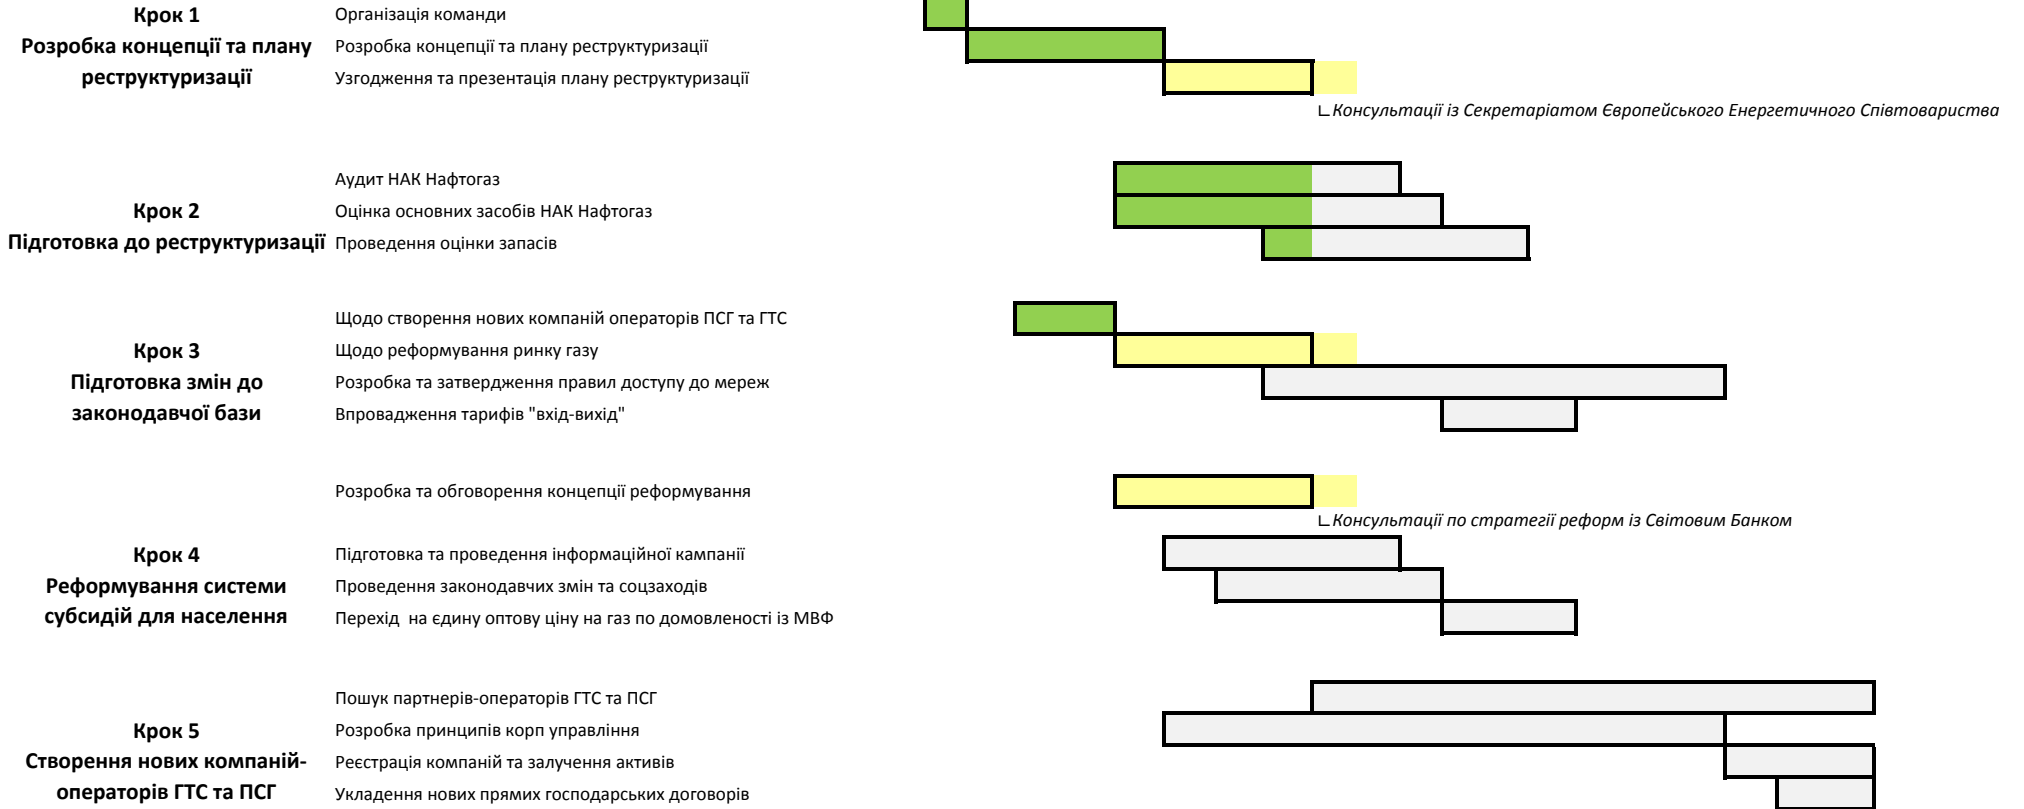 Крок 1
Розробка концепції та плану
реструктуризації
Організація команди
Розробка концепції та плану реструктуризації
Узгодження та презентація плану реструктуризації
Консультації із Секретаріатом Європейського Енергетичного Співтовариства
Крок 2
Підготовка до реструктуризації
Аудит НАК Нафтогаз
Оцінка основних засобів НАК Нафтогаз
Проведення оцінки запасів
Крок 3
Підготовка змін до
законодавчої бази
Щодо створення нових компаній операторів ПСГ та ГТС
Щодо реформування ринку газу
Розробка та затвердження правил доступу до мереж
Впровадження тарифів "вхід-вихід"
Крок 4
Реформування системи
субсидій для населення
Розробка та обговорення концепції реформування
Консультації по стратегії реформ із Світовим Банком
Підготовка та проведення інформаційної кампанії
Проведення законодавчих змін та соцзаходів
Перехід  на єдину оптову ціну на газ по домовленості із МВФ
Крок 5
Створення нових компаній-
операторів ГТС та ПСГ
Пошук партнерів-операторів ГТС та ПСГ
Розробка принципів корп управління
Реєстрація компаній та залучення активів
Укладення нових прямих господарських договорів